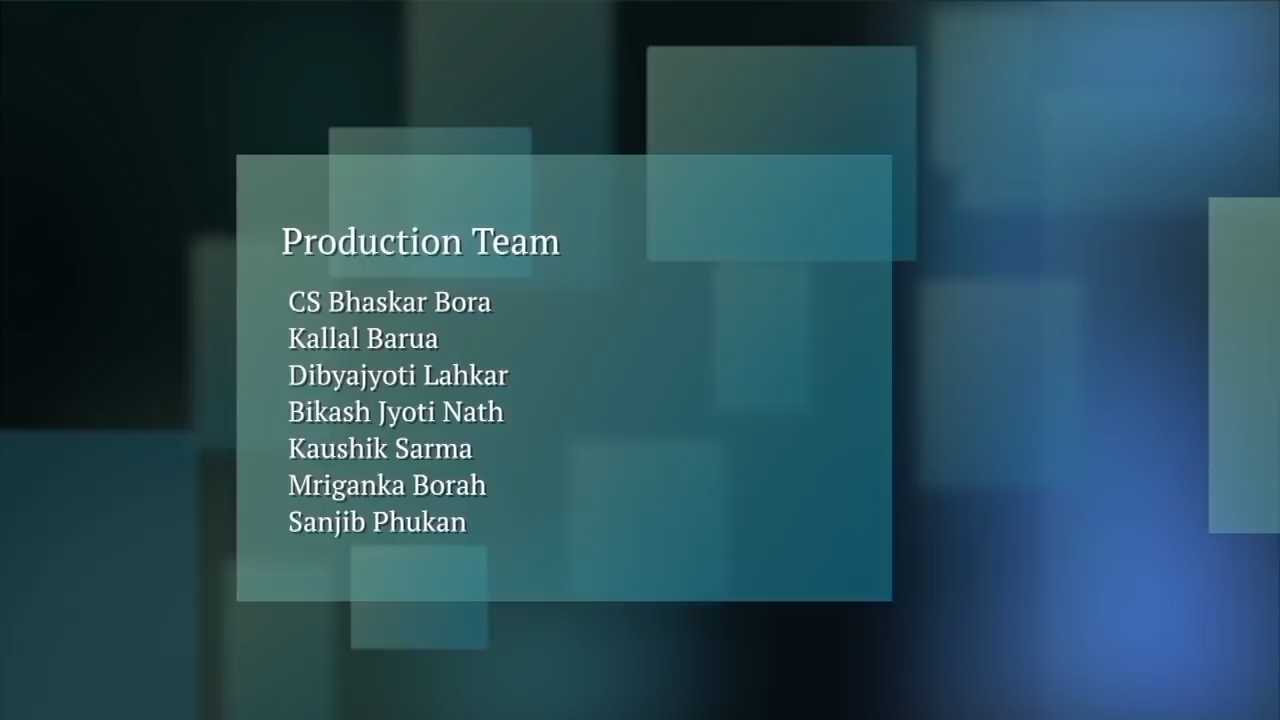 Production Team
CS Bhaskar Bora
Kallal Barua
Dibyajyoti Lahkar
Bikash Jyoti Nath
Kaushik Sarma
Mriganka Borah
Sanjib Phukan